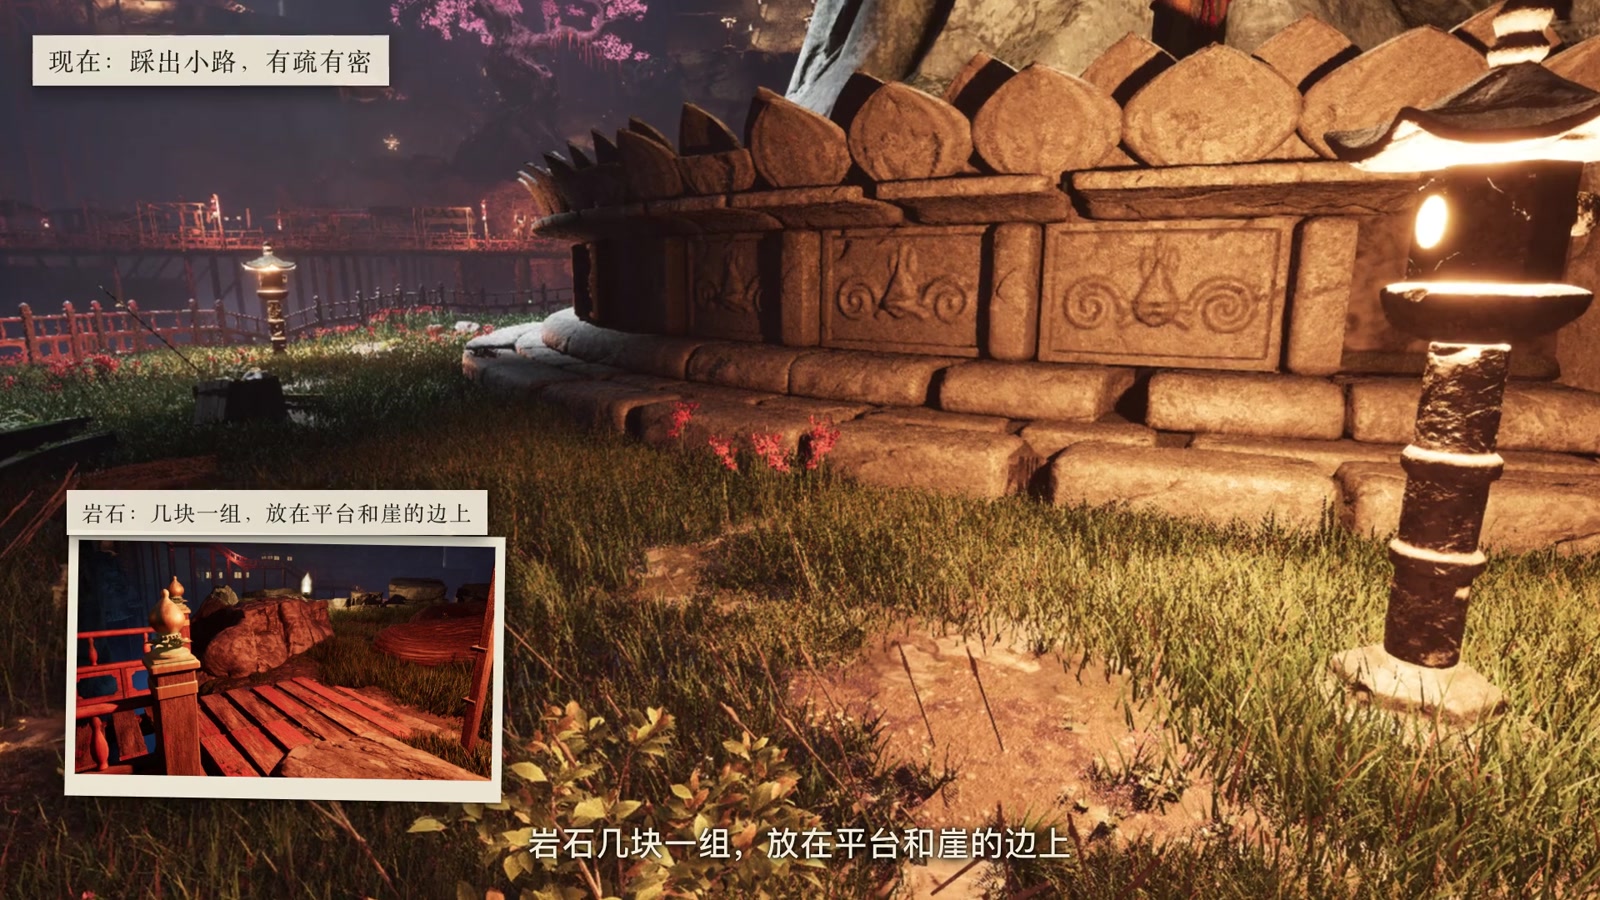 现在：踩出小路，有疏有密
岩石：几块一组，放在平台和崖的边上
岩石几块一组，放在平台和崖的边上